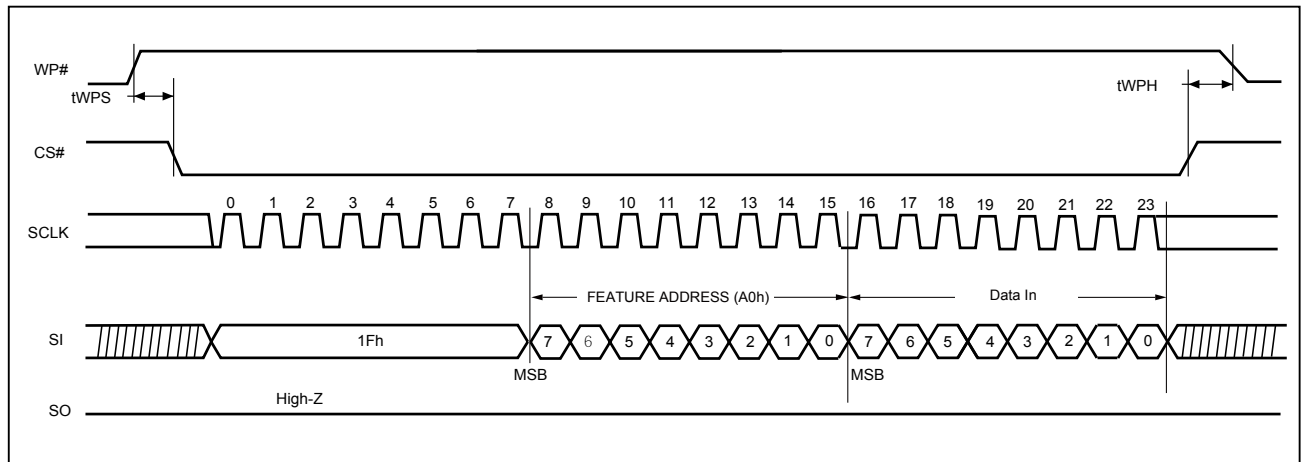 WP#
tWPS
tWPH
CS#
0 1 2 3 4 5 6 7 8 9 10 11 12 13 14 15 16 17 18 19 20 21 22 23
SCLK
FEATURE ADDRESS (A0h)
Data In
SI
1Fh
7 6 5 4 3 2 1 0 7 6 5 4 3 2 1 0
MSB
MSB
High-Z
SO